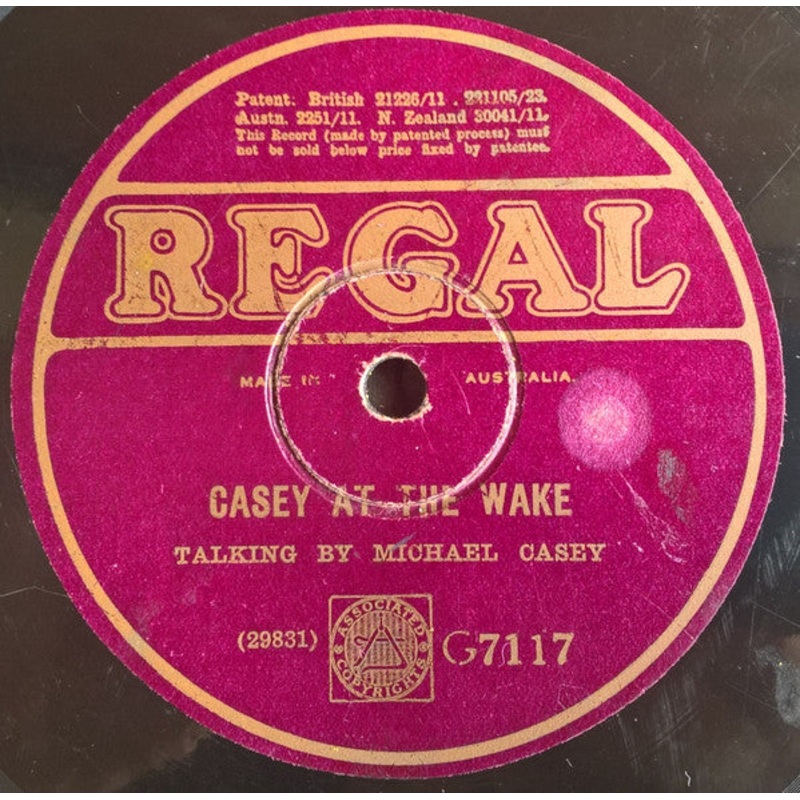 Patent: British 21226/11 . 221105/23.
Austn. 2251/11. N. Zealand 30041/11.
This Record (made by patented process) must
not be sold below price fixed by patentee.
REGAL
MADE IN AUSTRALIA.
CASEY AT THE WAKE
TALKING BY MICHAEL CASEY
(29831) ASSOCIATED COPYRIGHTS G7117